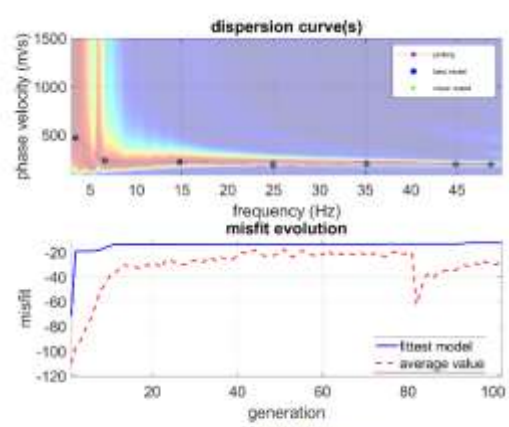 dispersion curve(s)
1500
1000
500
phase velocity (m/s)
picking
best model
mean model
5 10 15 20 25 30 35 40 45
frequency (Hz)
misfit evolution
-20
-40
-60
-80
-100
-120
misfit
fittest model
average value
20 40 60 80 100
generation